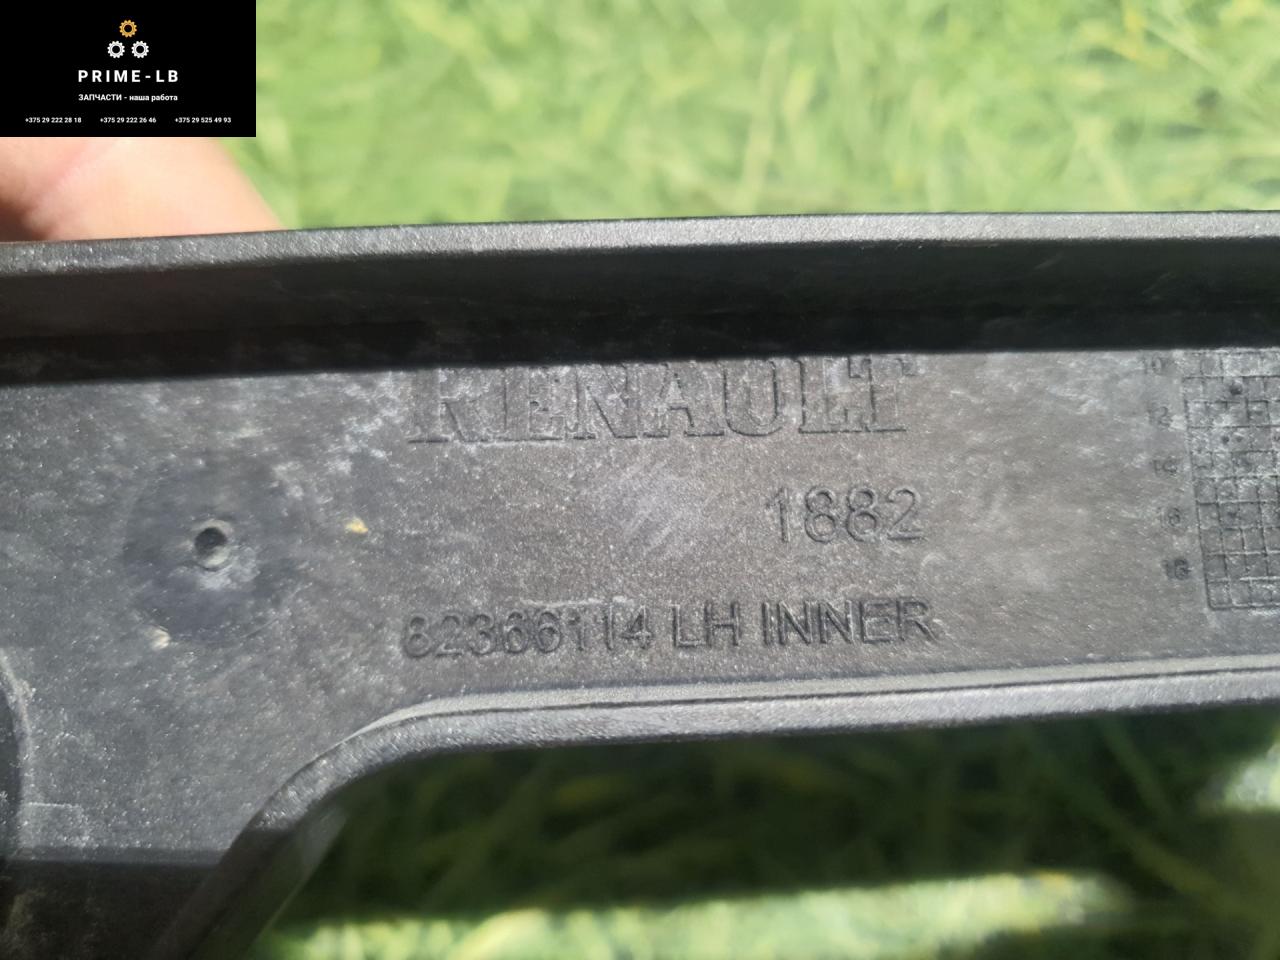 PRIME-LB
ЗАПЧАСТИ - наша работа
+375 29 222 28 18 +375 29 222 26 46 +375 29 525 49 93
RENAULT
1882
82366114 LH INNER